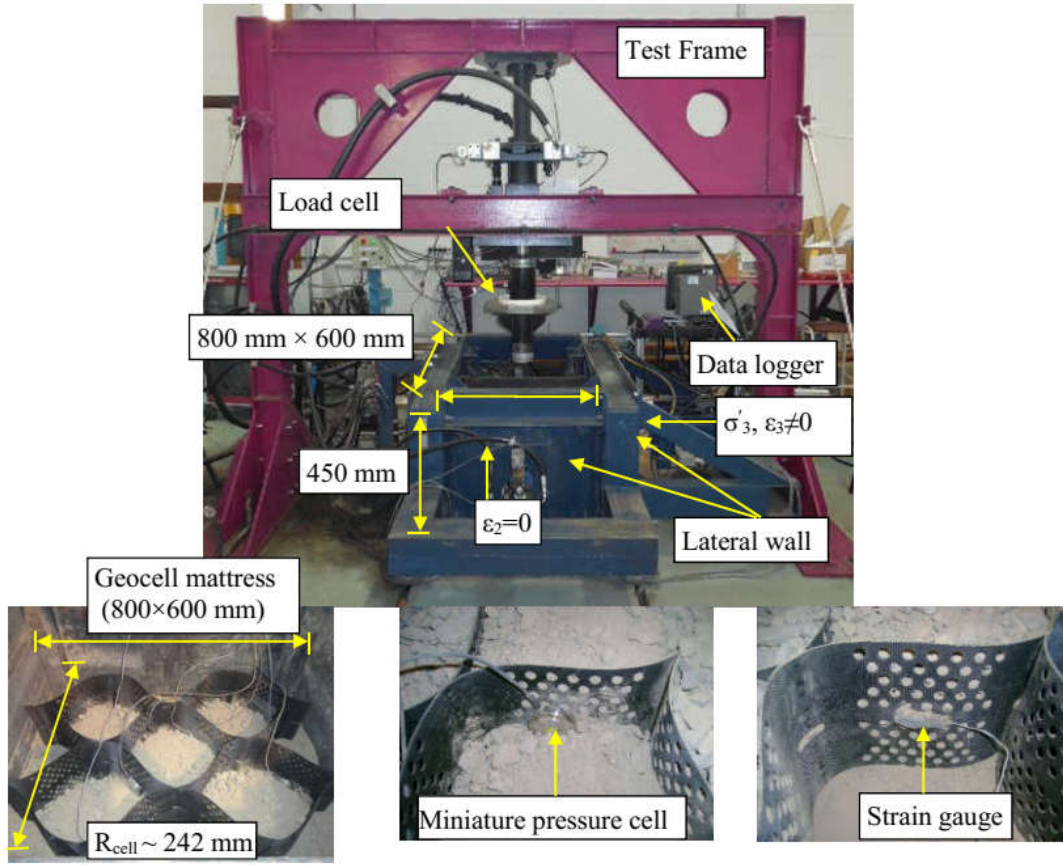 Test Frame
Load cell
800 mm × 600 mm
Data logger
σ′₃, ε₃≠0
450 mm
ε₂=0
Lateral wall
Geocell mattress
(800×600 mm)
R_cell ~ 242 mm
Miniature pressure cell
Strain gauge